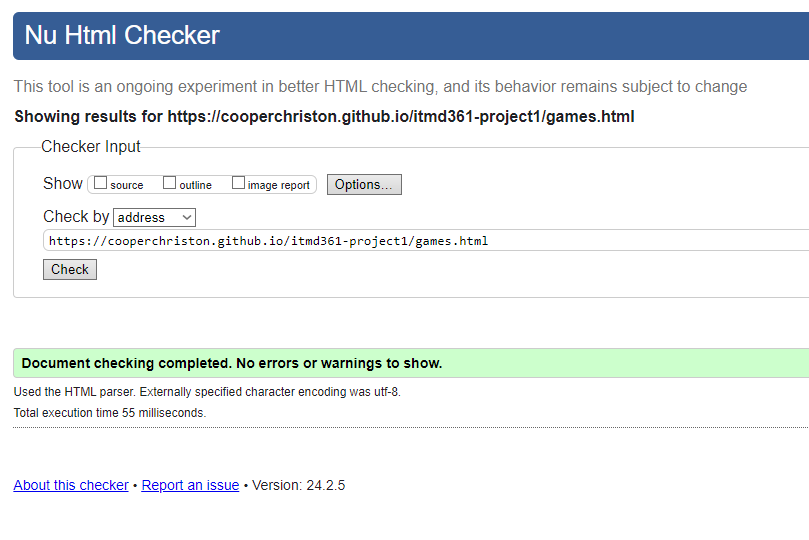 Nu Html Checker
This tool is an ongoing experiment in better HTML checking, and its behavior remains subject to change
Showing results for https://cooperchriston.github.io/itmd361-project1/games.html
Checker Input
Show source outline image report Options...
Check by address
https://cooperchriston.github.io/itmd361-project1/games.html
Check
Document checking completed. No errors or warnings to show.
Used the HTML parser. Externally specified character encoding was utf-8.
Total execution time 55 milliseconds.
About this checker • Report an issue • Version: 24.2.5